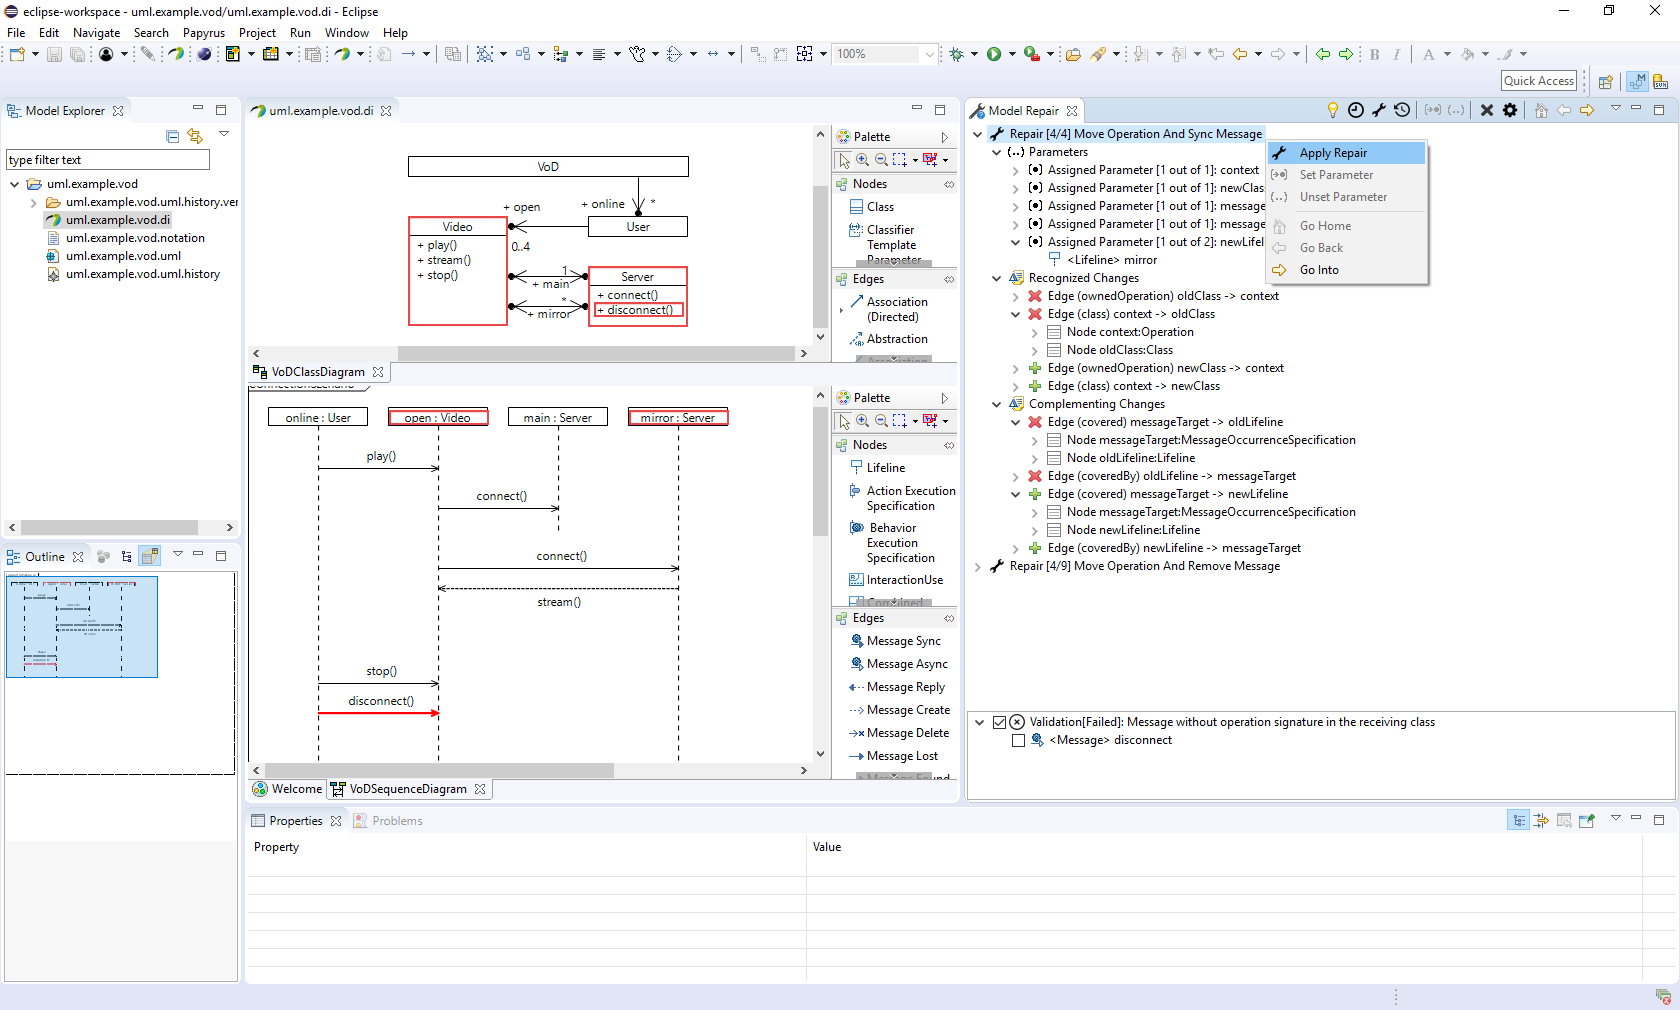 eclipse-workspace - uml.example.vod/uml.example.vod.di - Eclipse
File Edit Navigate Search Papyrus Project Run Window Help
100%
Quick Access
Model Explorer
type filter text
uml.example.vod
uml.example.vod.uml.history.ver
uml.example.vod.di
uml.example.vod.notation
uml.example.vod.uml
uml.example.vod.uml.history
Outline
uml.example.vod.di
VoD
+ open
+ online
*
Video
+ play()
+ stream()
+ stop()
0..4
User
1
+ main
*
+ mirror
Server
+ connect()
+ disconnect()
Palette
Nodes
Class
Classifier
Template
Parameter
Edges
Association
(Directed)
Abstraction
VoDClassDiagram
online : User
open : Video
main : Server
mirror : Server
play()
connect()
connect()
stream()
stop()
disconnect()
Palette
Nodes
Lifeline
Action Execution
Specification
Behavior
Execution
Specification
InteractionUse
Combined
Edges
Message Sync
Message Async
Message Reply
Message Create
Message Delete
Message Lost
Message Found
Welcome
VoDSequenceDiagram
Model Repair
Repair [4/4] Move Operation And Sync Message
Parameters
Assigned Parameter [1 out of 1]: context
Assigned Parameter [1 out of 1]: newClas
Assigned Parameter [1 out of 1]: message
Assigned Parameter [1 out of 1]: message
Assigned Parameter [1 out of 2]: newLifel
<Lifeline> mirror
Recognized Changes
Edge (ownedOperation) oldClass -> context
Edge (class) context -> oldClass
Node context:Operation
Node oldClass:Class
Edge (ownedOperation) newClass -> context
Edge (class) context -> newClass
Complementing Changes
Edge (covered) messageTarget -> oldLifeline
Node messageTarget:MessageOccurrenceSpecification
Node oldLifeline:Lifeline
Edge (coveredBy) oldLifeline -> messageTarget
Edge (covered) messageTarget -> newLifeline
Node messageTarget:MessageOccurrenceSpecification
Node newLifeline:Lifeline
Edge (coveredBy) newLifeline -> messageTarget
Repair [4/9] Move Operation And Remove Message
Apply Repair
Set Parameter
Unset Parameter
Go Home
Go Back
Go Into
Validation[Failed]: Message without operation signature in the receiving class
<Message> disconnect
Properties
Problems
Property
Value